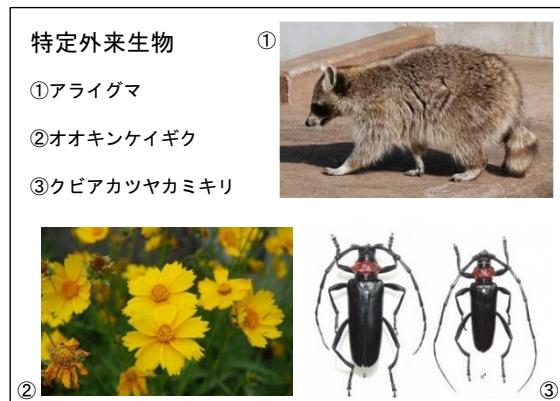 特定外来生物
①
①アライグマ
②オオキンケイギク
③クビアカツヤカミキリ
②
③